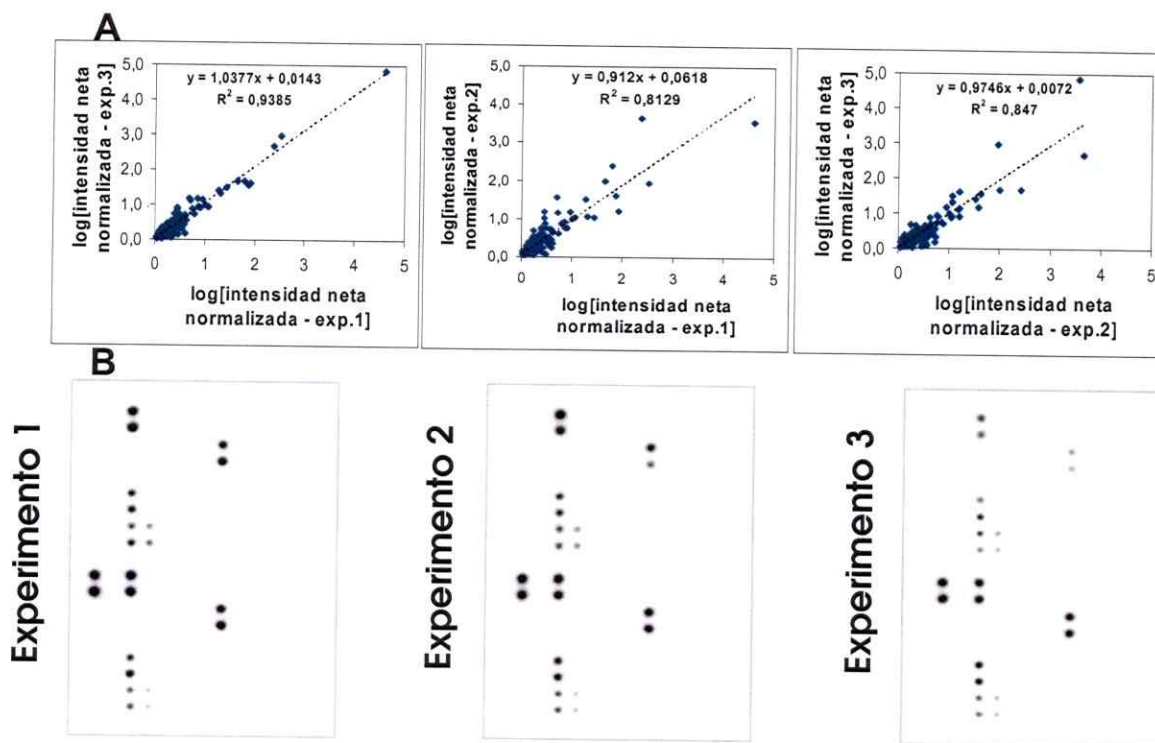 A
y = 1,0377x + 0,0143
R² = 0,9385
5,0
4,0
3,0
2,0
1,0
0,0
0 1 2 3 4 5
log[intensidad neta
normalizada - exp.3]
log[intensidad neta
normalizada - exp.1]
y = 0,912x + 0,0618
R² = 0,8129
5,0
4,0
3,0
2,0
1,0
0,0
0 1 2 3 4 5
log[intensidad neta
normalizada - exp.2]
log[intensidad neta
normalizada - exp.1]
y = 0,9746x + 0,0072
R² = 0,847
5,0
4,0
3,0
2,0
1,0
0,0
0 1 2 3 4 5
log[intensidad neta
normalizada - exp.3]
log[intensidad neta
normalizada - exp.2]
B
Experimento 1
Experimento 2
Experimento 3